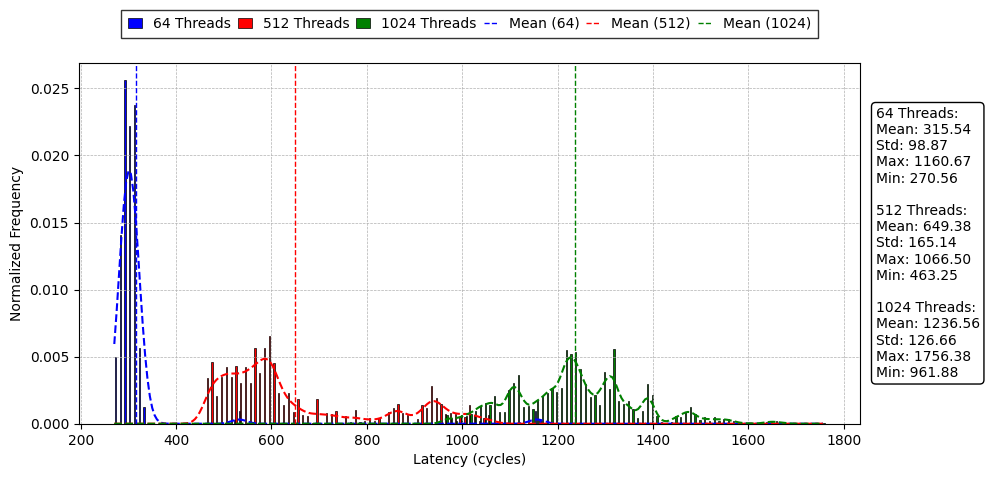 64 Threads 512 Threads 1024 Threads Mean (64) Mean (512) Mean (1024)
0.025
0.020
0.015
0.010
0.005
0.000
Normalized Frequency
200 400 600 800 1000 1200 1400 1600 1800
Latency (cycles)
64 Threads:
Mean: 315.54
Std: 98.87
Max: 1160.67
Min: 270.56
512 Threads:
Mean: 649.38
Std: 165.14
Max: 1066.50
Min: 463.25
1024 Threads:
Mean: 1236.56
Std: 126.66
Max: 1756.38
Min: 961.88